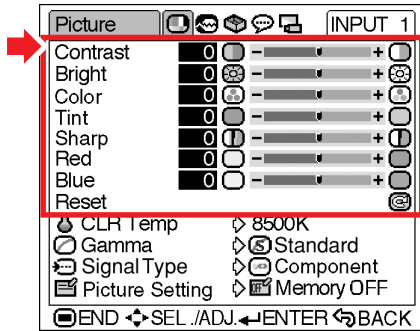 Picture INPUT 1
Contrast 0 - +
Bright 0 - +
Color 0 - +
Tint 0 - +
Sharp 0 - +
Red 0 - +
Blue 0 - +
Reset
CLR Temp 8500K
Gamma S Standard
Signal Type Component
Picture Setting OFF Memory OFF
END SEL ./ADJ. ENTER BACK